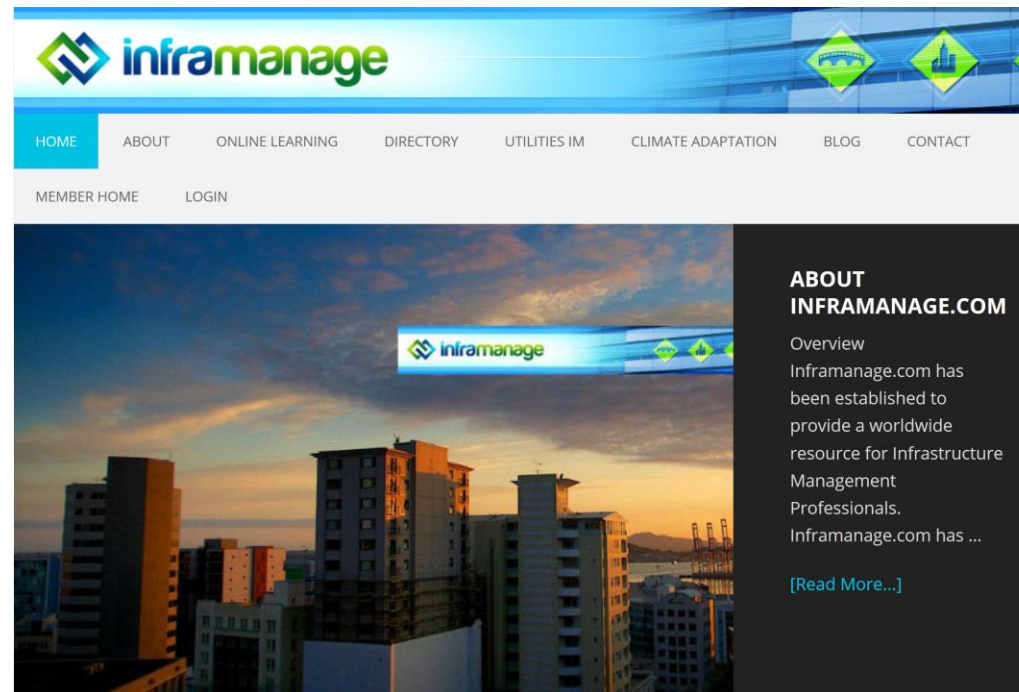 inframanage
HOME ABOUT ONLINE LEARNING DIRECTORY UTILITIES IM CLIMATE ADAPTATION BLOG CONTACT
MEMBER HOME LOGIN
inframanage
ABOUT
INFRAMANAGE.COM
Overview
Inframanage.com has
been established to
provide a worldwide
resource for Infrastructure
Management
Professionals.
Inframanage.com has ...
[Read More...]